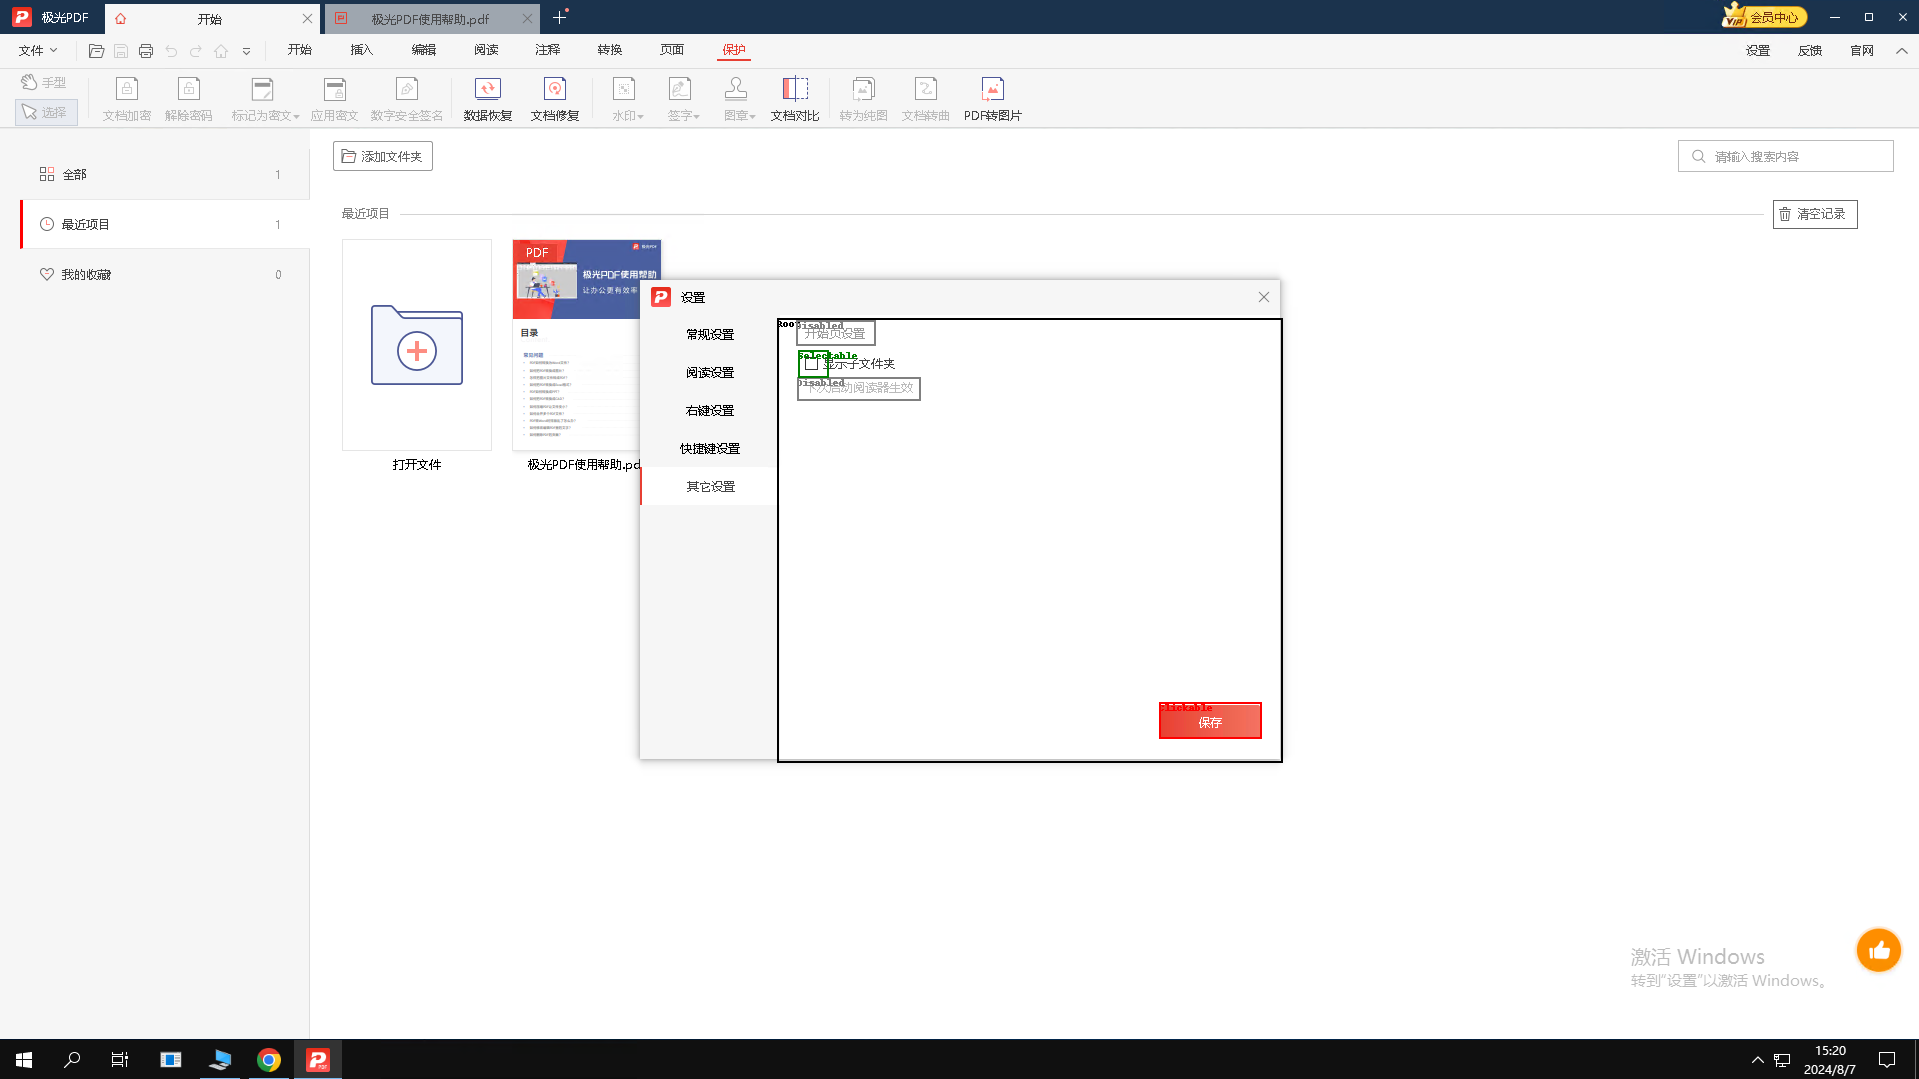 极光PDF
开始
极光PDF使用帮助.pdf
VIP 会员中心
文件
开始
插入
编辑
阅读
注释
转换
页面
保护
设置
反馈
官网
手型
选择
文档加密
解除密码
标记为密文
应用密文
数字安全签名
数据恢复
文档修复
水印
签字
图章
文档对比
转为纯图
文档转曲
PDF转图片
添加文件夹
请输入搜索内容
全部 1
最近项目 1
我的收藏 0
最近项目
清空记录
PDF
极光PDF
极光PDF使用帮助
让办公更有效率
目录
常见问题
打开文件
极光PDF使用帮助.pd
设置
常规设置
阅读设置
右键设置
快捷键设置
其它设置
Root
Disabled
开始页设置
Selectable
显示子文件夹
Disabled
下次启动阅读器生效
Clickable
保存
激活 Windows
转到“设置”以激活 Windows。
15:20
2024/8/7